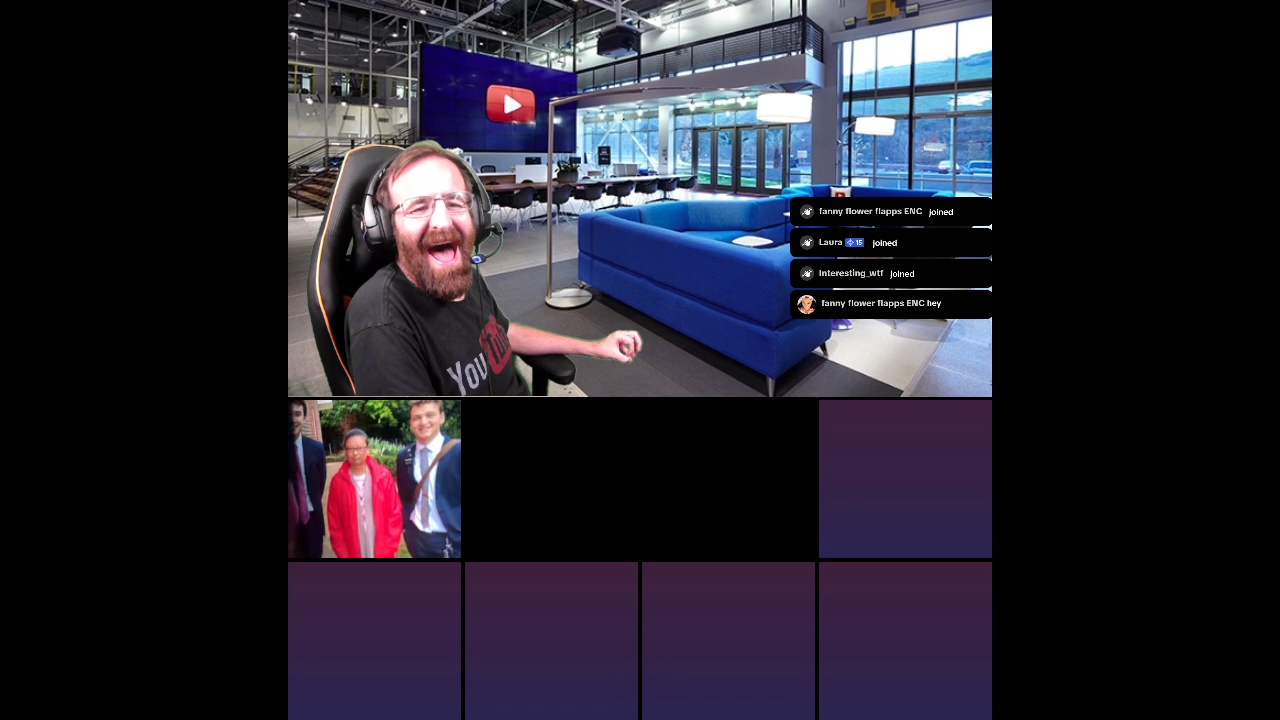 fanny flower flapps ENC joined
Laura 15 joined
Interesting_wtf joined
fanny flower flapps ENC hey
You